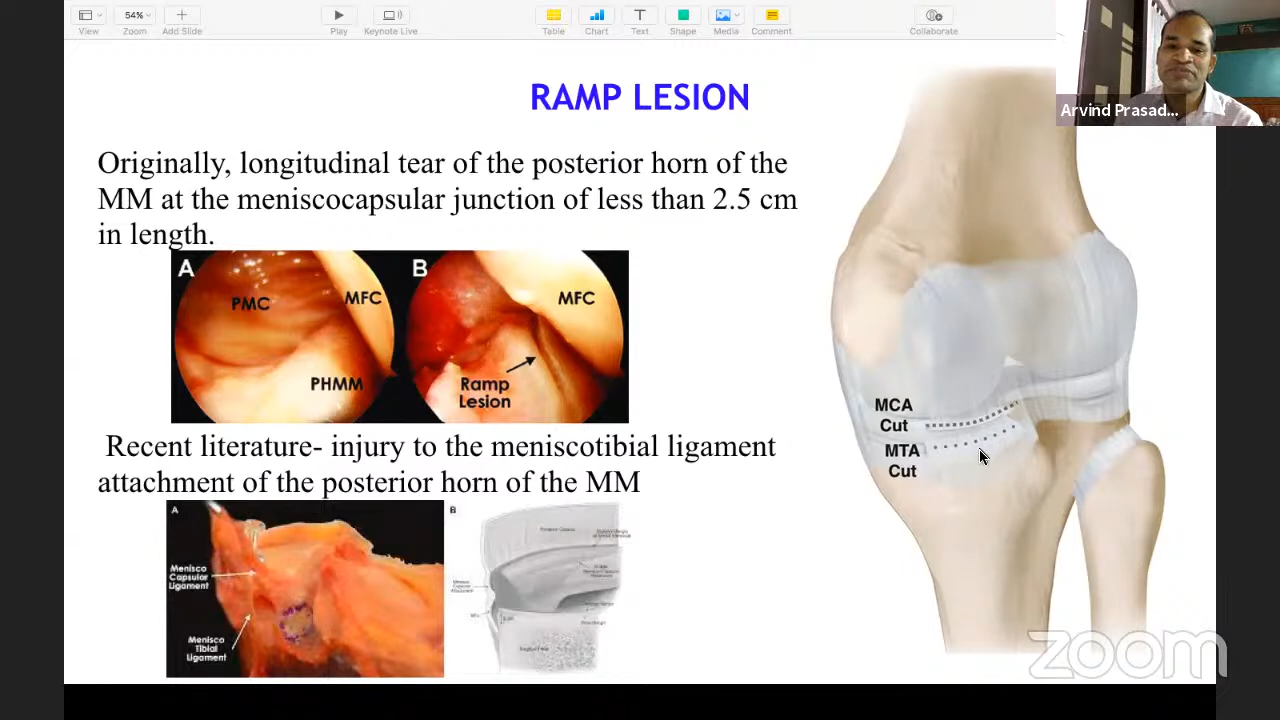 54%
View
Zoom
Add Slide
Play
Keynote Live
Table
Chart
Text
Shape
Media
Comment
Collaborate
Arvind Prasad...
RAMP LESION
Originally, longitudinal tear of the posterior horn of the
MM at the meniscocapsular junction of less than 2.5 cm
in length.
A
PMC
MFC
PHMM
B
MFC
Ramp
Lesion
MCA
Cut
MTA
Cut
Recent literature- injury to the meniscotibial ligament
attachment of the posterior horn of the MM
A
Menisco
Capsular
Ligament
Menisco
Tibial
Ligament
B
zoom